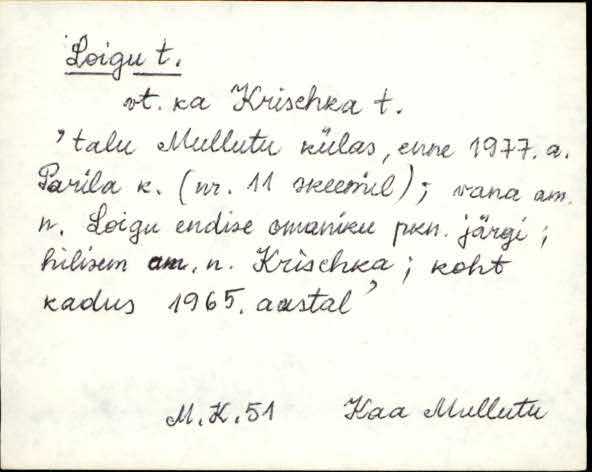 Loigu t.
vt. ka Krischka t.
'talu Mullutu külas, enne 1977. a.
Parila k. (nr. 11 skeemil); vana am.
n. Loigu endise omaniku pkn. järgi;
hilisem am. n. Krischka; koht
kadus 1965. aastal'
M.K. 51 Kaa Mullutu